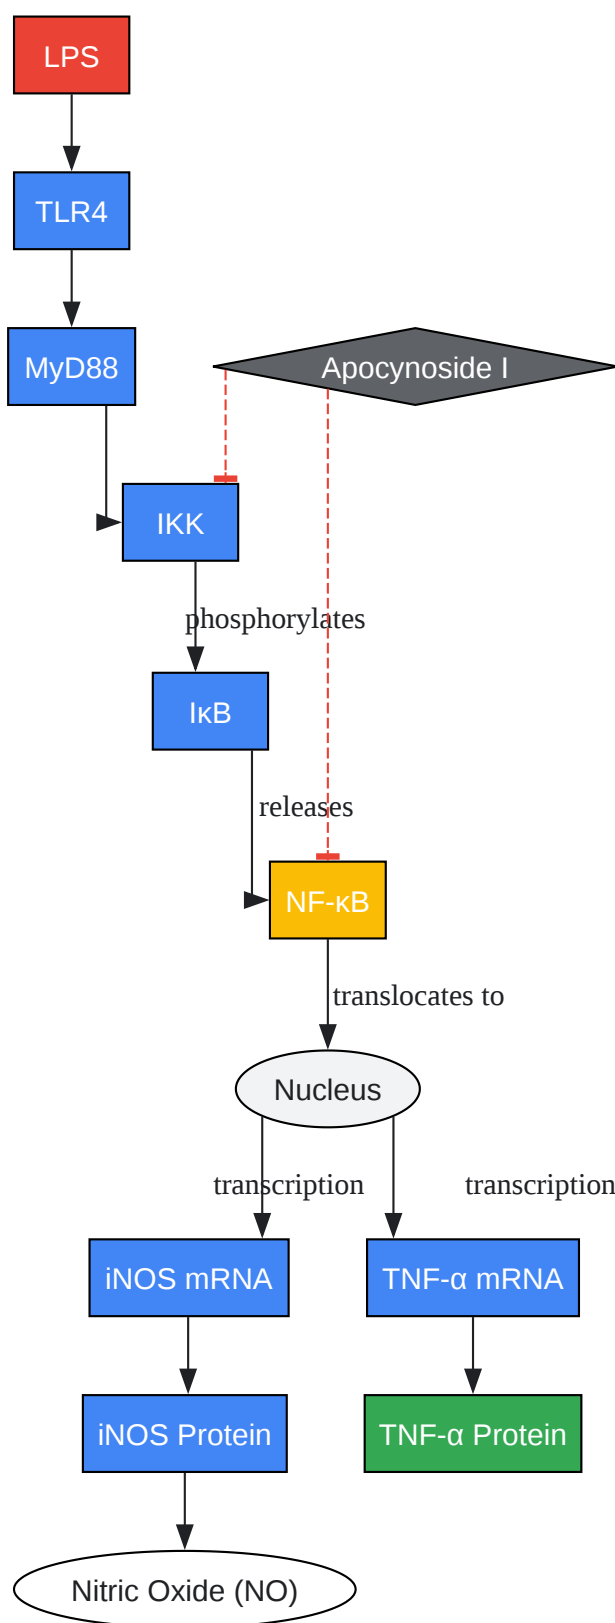 LPS
TLR4
MyD88
Apocynoside I
IKK
phosphorylates
IκB
releases
NF-κB
translocates to
Nucleus
transcription
transcription
iNOS mRNA
TNF-α mRNA
iNOS Protein
TNF-α Protein
Nitric Oxide (NO)